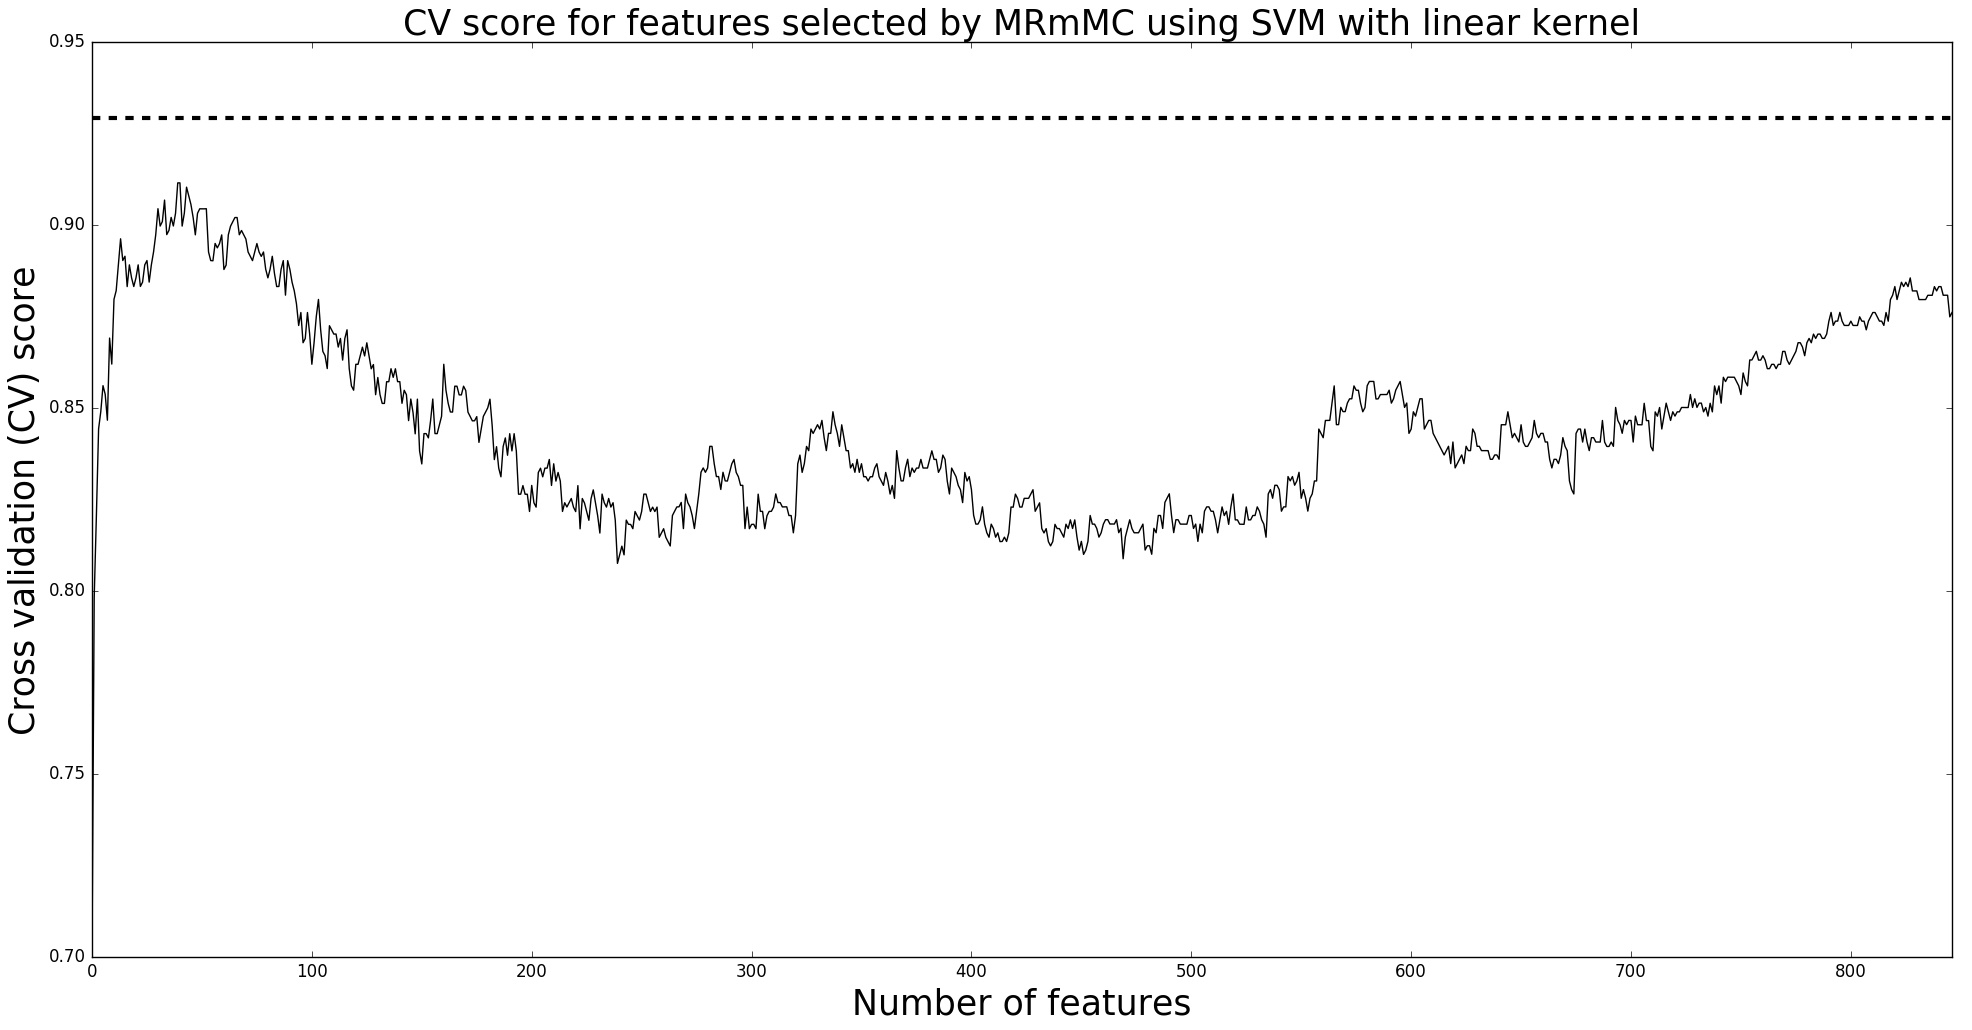 CV score for features selected by MRmMC using SVM with linear kernel
0.95
0.90
0.85
0.80
0.75
0.70
Cross validation (CV) score
0 100 200 300 400 500 600 700 800
Number of features